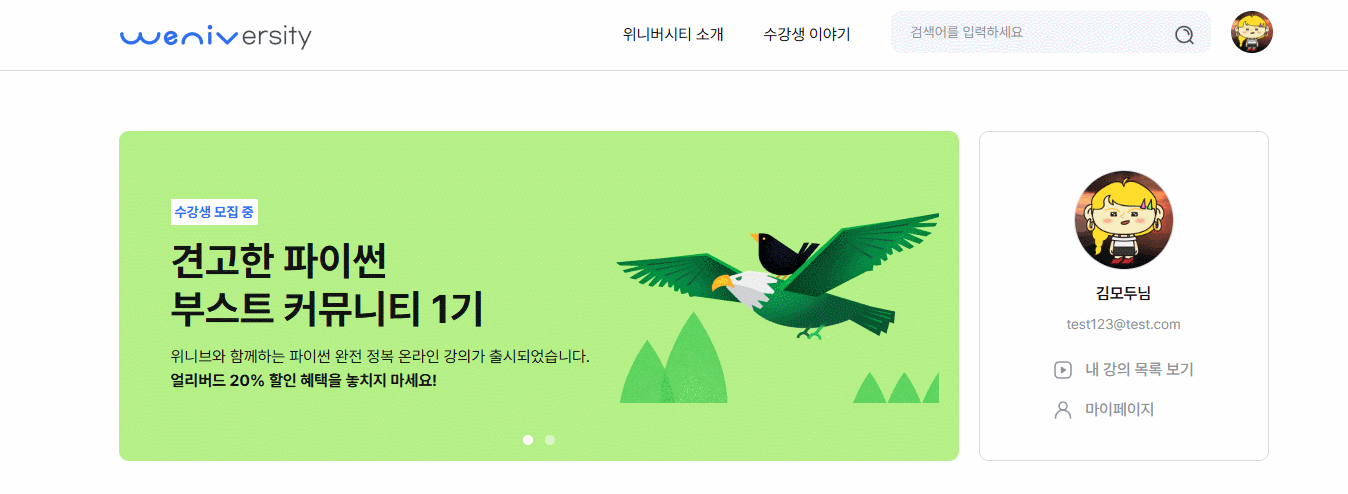 weniversity
위니버시티 소개
수강생 이야기
검색어를 입력하세요
수강생 모집 중
견고한 파이썬
부스트 커뮤니티 1기
위니브와 함께하는 파이썬 완전 정복 온라인 강의가 출시되었습니다.
얼리버드 20% 할인 혜택을 놓치지 마세요!
김모두님
test123@test.com
내 강의 목록 보기
마이페이지